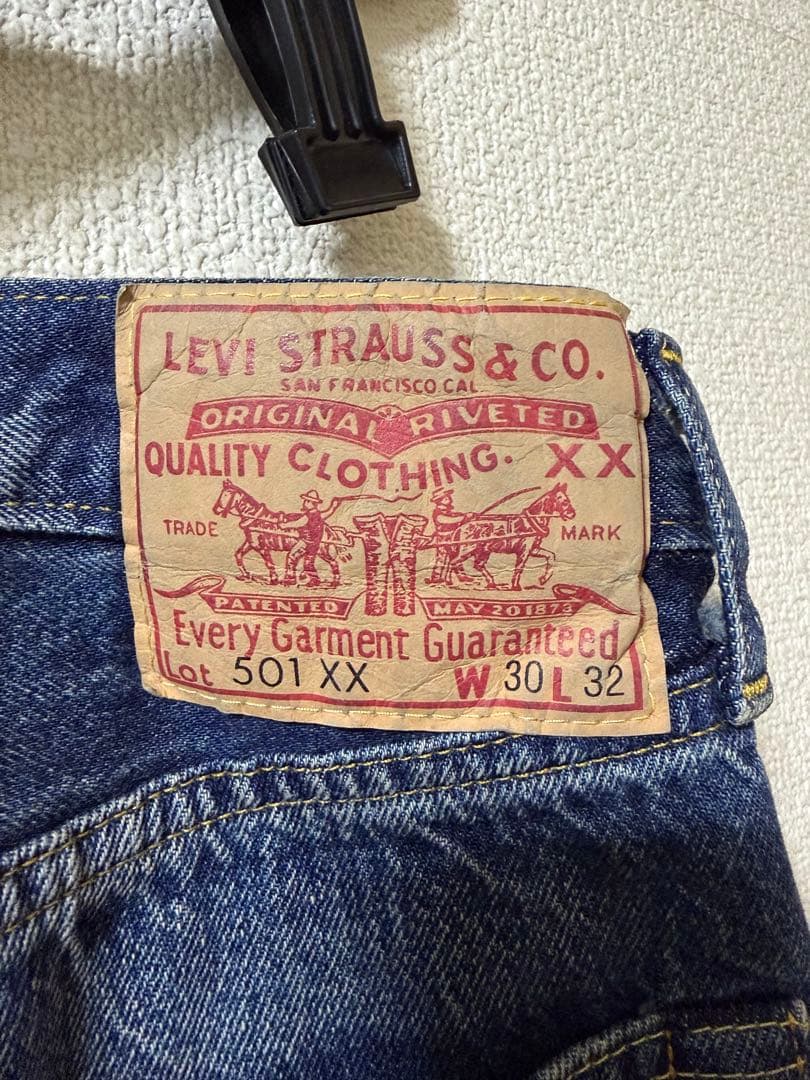 LEVI STRAUSS & CO.
SAN FRANCISCO CAL
ORIGINAL RIVETED
QUALITY CLOTHING. XX
TRADE MARK
PATENTED MAY 20 1873
Every Garment Guaranteed
Lot 501 XX W 30 L 32